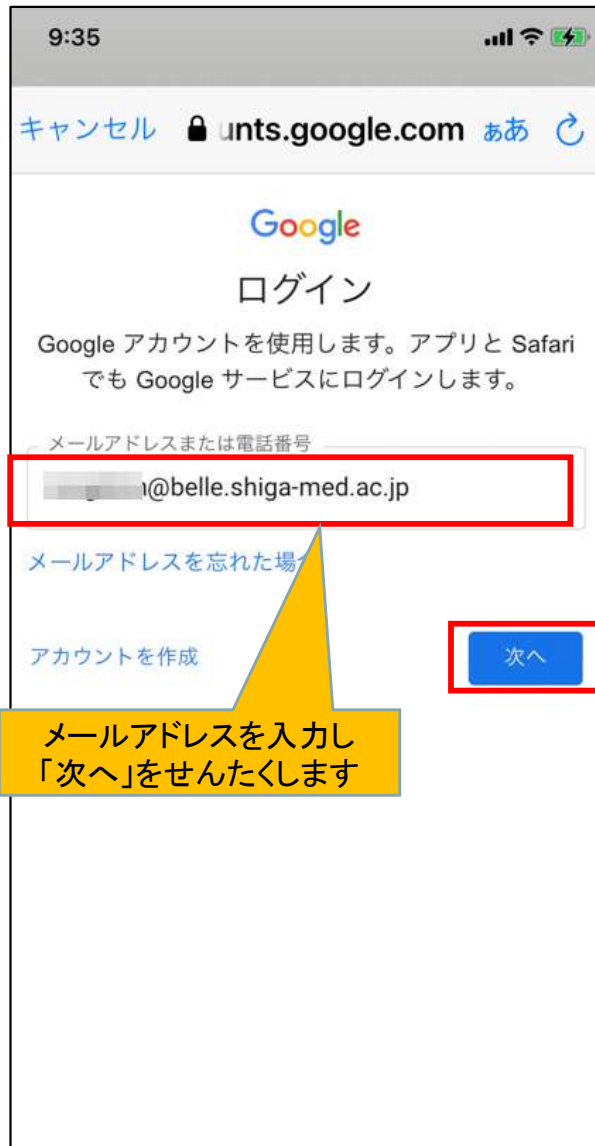 9:35
キャンセル unts.google.com ぁあ
Google
ログイン
Google アカウントを使用します。アプリと Safari
でも Google サービスにログインします。
メールアドレスまたは電話番号
@belle.shiga-med.ac.jp
メールアドレスを忘れた場
アカウントを作成
次へ
メールアドレスを入力し
「次へ」をせんたくします